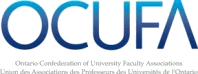 OCUFA
Ontario Confederation of University Faculty Associations
Union des Associations des Professeurs des Universités de l'Ontario